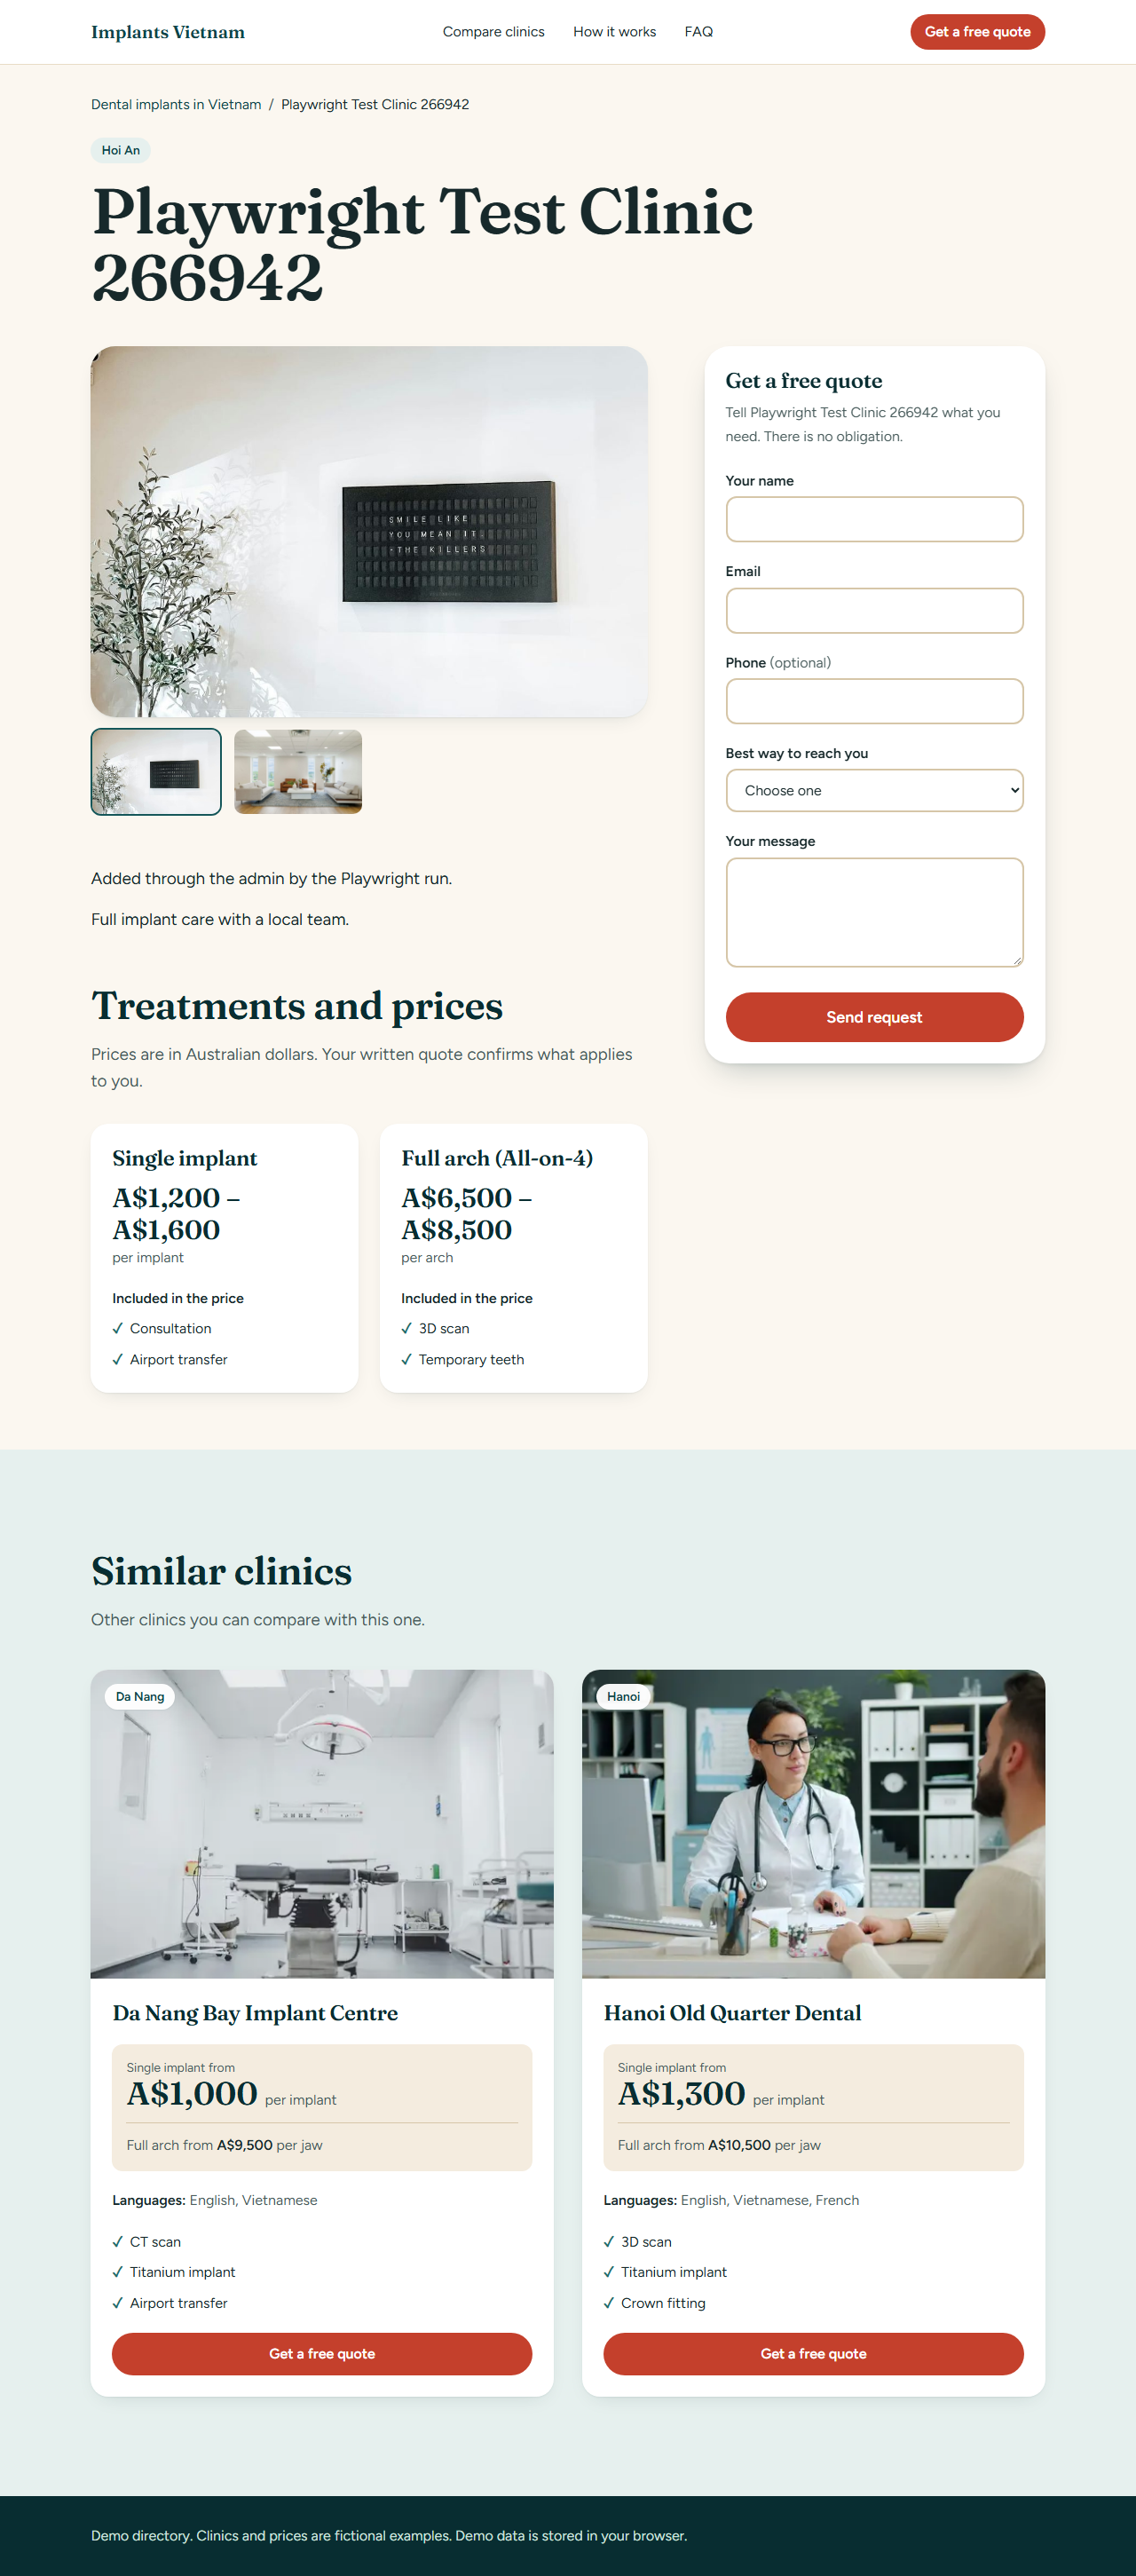 Implants Vietnam
Compare clinics
How it works
FAQ
Get a free quote
Dental implants in Vietnam / Playwright Test Clinic 266942
Hoi An
Playwright Test Clinic
266942
SMILE LIKE
YOU MEAN IT.
-THE KILLERS
Added through the admin by the Playwright run.
Full implant care with a local team.
Treatments and prices
Prices are in Australian dollars. Your written quote confirms what applies
to you.
Single implant
A$1,200 –
A$1,600
per implant
Included in the price
✓ Consultation
✓ Airport transfer
Full arch (All-on-4)
A$6,500 –
A$8,500
per arch
Included in the price
✓ 3D scan
✓ Temporary teeth
Get a free quote
Tell Playwright Test Clinic 266942 what you
need. There is no obligation.
Your name
Email
Phone (optional)
Best way to reach you
Choose one
Your message
Send request
Similar clinics
Other clinics you can compare with this one.
Da Nang
Da Nang Bay Implant Centre
Single implant from
A$1,000 per implant
Full arch from A$9,500 per jaw
Languages: English, Vietnamese
✓ CT scan
✓ Titanium implant
✓ Airport transfer
Get a free quote
Hanoi
Hanoi Old Quarter Dental
Single implant from
A$1,300 per implant
Full arch from A$10,500 per jaw
Languages: English, Vietnamese, French
✓ 3D scan
✓ Titanium implant
✓ Crown fitting
Get a free quote
Demo directory. Clinics and prices are fictional examples. Demo data is stored in your browser.